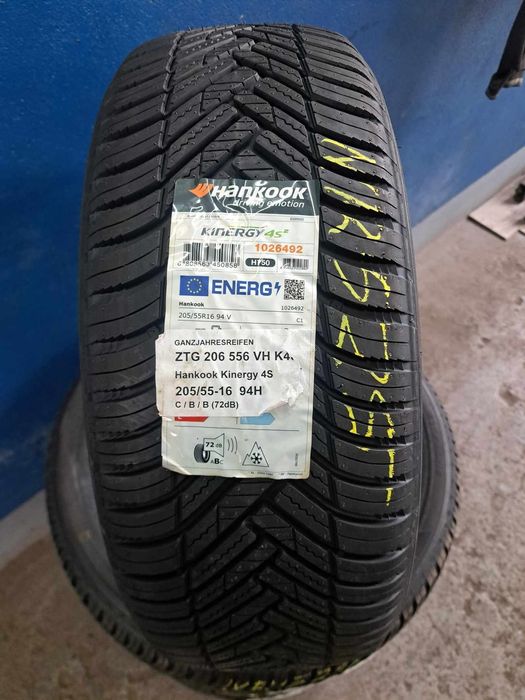 Hankook
driving emotion
KINERGY 4S²
1026492
H750
ENERG
Hankook
1026492
205/55R16 94 V
C1
GANZJAHRESREIFEN
ZTG 206 556 VH K4
Hankook Kinergy 4S
205/55-16 94H
C / B / B (72dB)
72 dB
ABC